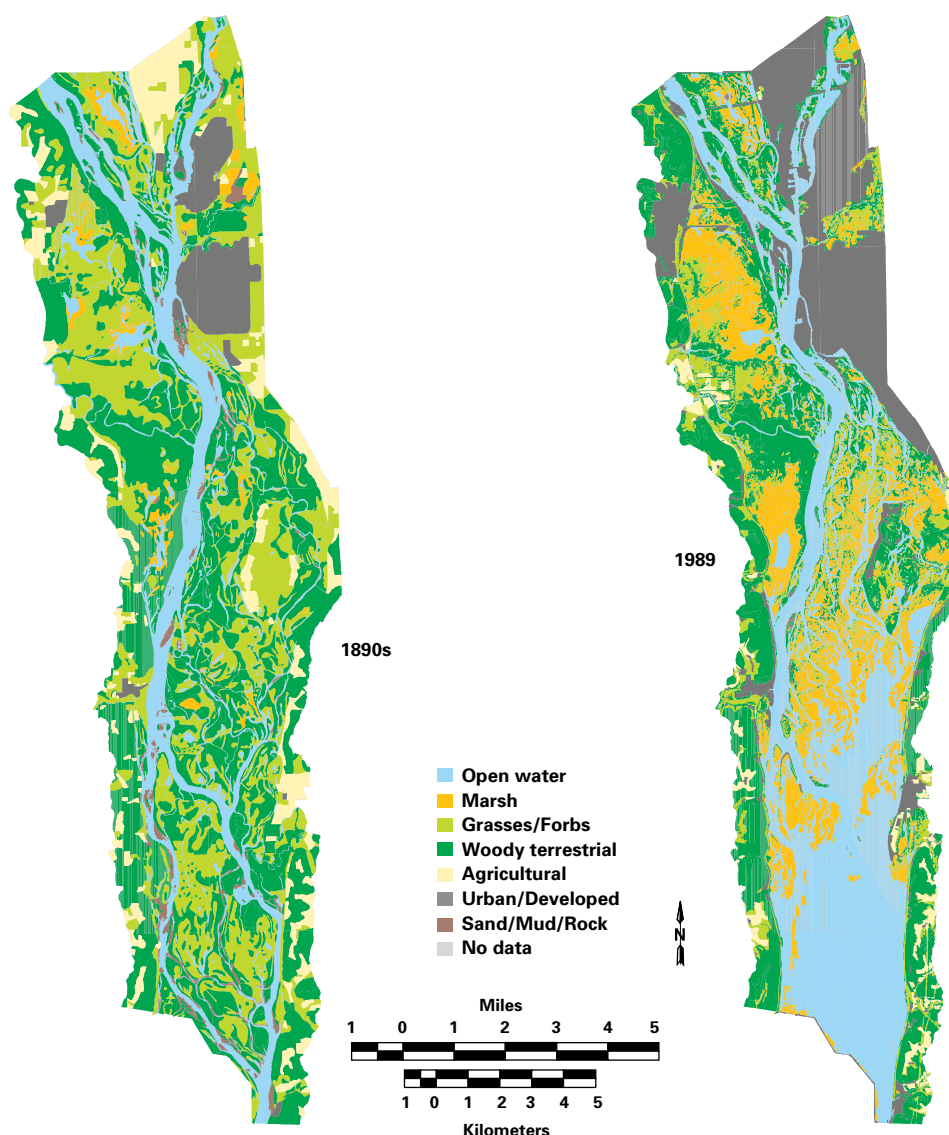 1989
1890s
Open water
Marsh
Grasses/Forbs
Woody terrestrial
Agricultural
Urban/Developed
Sand/Mud/Rock
No data
N
Miles
1 0 1 2 3 4 5
1 0 1 2 3 4 5
Kilometers